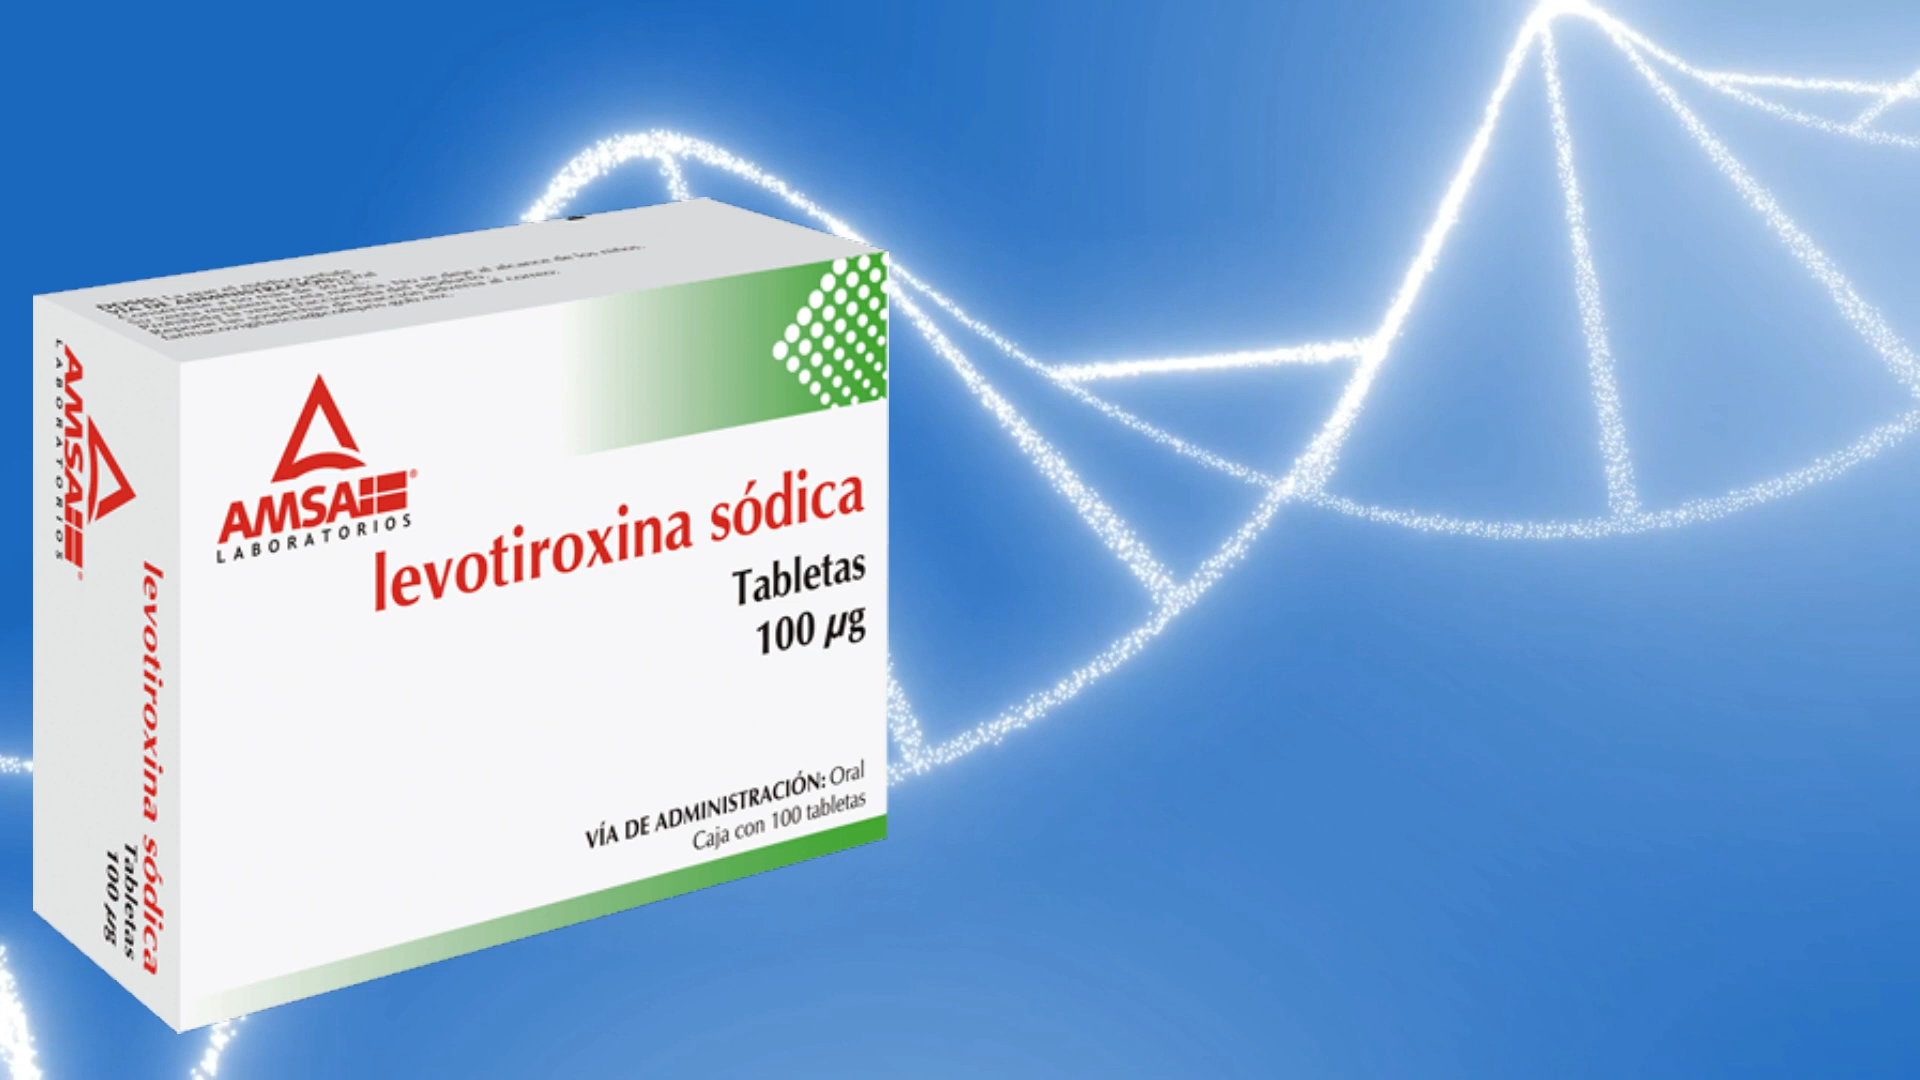 AMSA
LABORATORIOS
levotiroxina sódica
Tabletas
100 µg
VÍA DE ADMINISTRACIÓN: Oral
Caja con 100 tabletas
AMSA
LABORATORIOS
levotiroxina sódica
Tabletas
100 µg